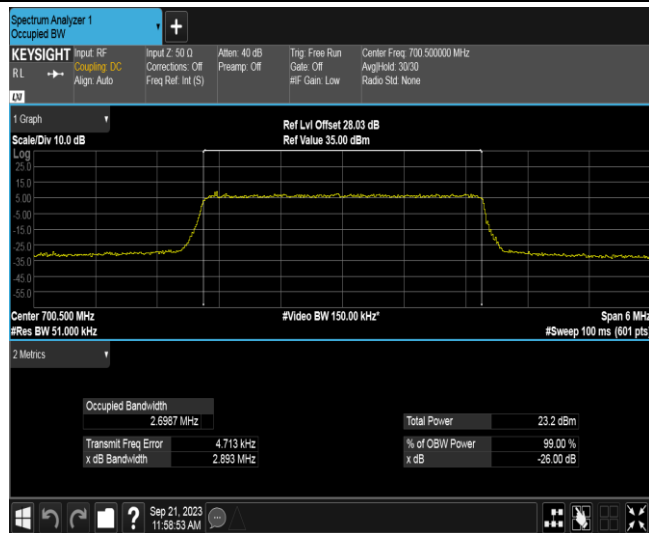 Spectrum Analyzer 1
Occupied BW
+
KEYSIGHT
RL
LXI
Input: RF
Coupling: DC
Align: Auto
Input Z: 50 Ω
Corrections: Off
Freq Ref: Int (S)
Atten: 40 dB
Preamp: Off
Trig: Free Run
Gate: Off
#IF Gain: Low
Center Freq: 700.500000 MHz
Avg|Hold: 30/30
Radio Std: None
1 Graph
Scale/Div 10.0 dB
Ref Lvl Offset 28.03 dB
Ref Value 35.00 dBm
Log
25.0
15.0
5.00
-5.00
-15.0
-25.0
-35.0
-45.0
-55.0
Center 700.500 MHz
#Video BW 150.00 kHz*
Span 6 MHz
#Res BW 51.000 kHz
#Sweep 100 ms (601 pts)
2 Metrics
Occupied Bandwidth
2.6987 MHz
Total Power 23.2 dBm
Transmit Freq Error 4.713 kHz
% of OBW Power 99.00 %
x dB Bandwidth 2.893 MHz
x dB -26.00 dB
?
Sep 21, 2023
11:58:53 AM